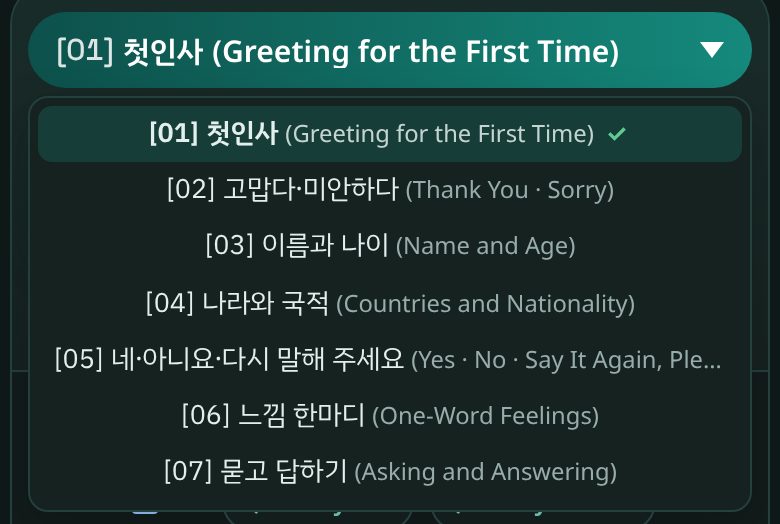 [01] 첫인사 (Greeting for the First Time)
[01] 첫인사 (Greeting for the First Time)
[02] 고맙다·미안하다 (Thank You · Sorry)
[03] 이름과 나이 (Name and Age)
[04] 나라와 국적 (Countries and Nationality)
[05] 네·아니요·다시 말해 주세요 (Yes · No · Say It Again, Ple...
[06] 느낌 한마디 (One-Word Feelings)
[07] 묻고 답하기 (Asking and Answering)